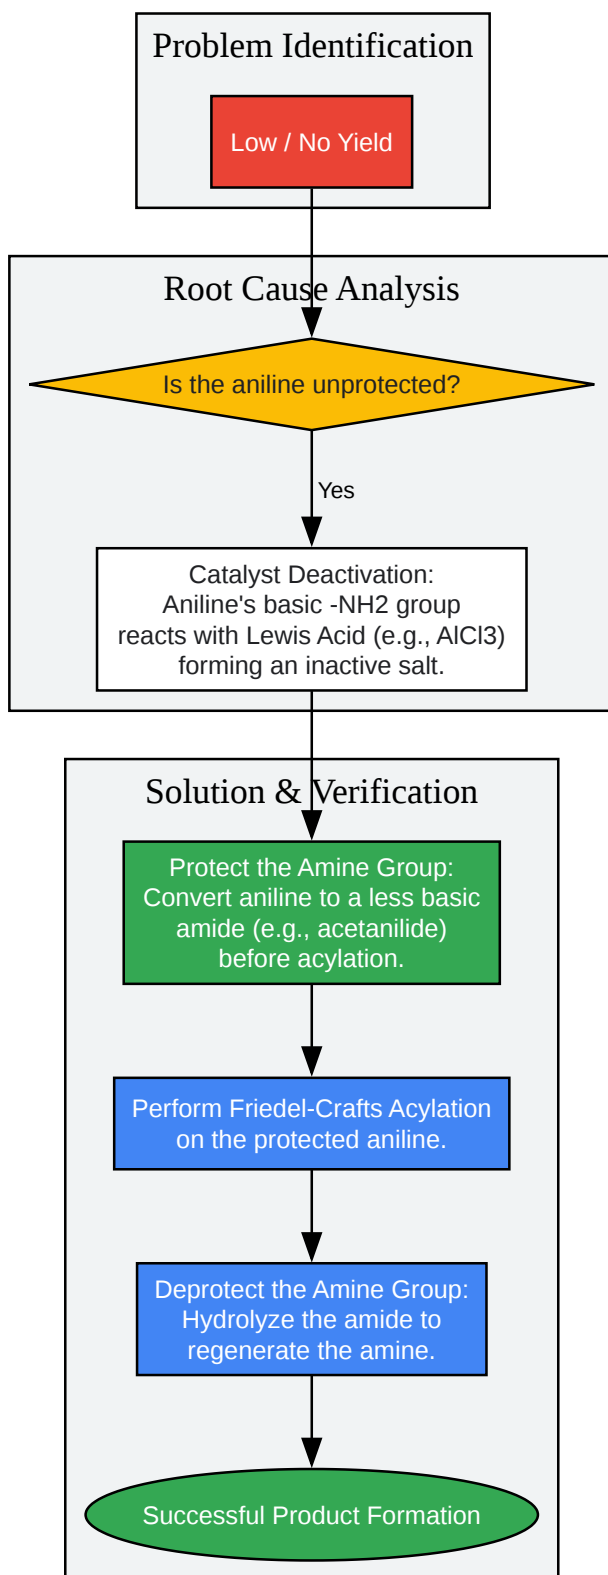 Problem Identification
Low / No Yield
Root Cause Analysis
Is the aniline unprotected?
Yes
Catalyst Deactivation:
Aniline's basic -NH2 group
reacts with Lewis Acid (e.g., AlCl3)
forming an inactive salt.
Solution & Verification
Protect the Amine Group:
Convert aniline to a less basic
amide (e.g., acetanilide)
before acylation.
Perform Friedel-Crafts Acylation
on the protected aniline.
Deprotect the Amine Group:
Hydrolyze the amide to
regenerate the amine.
Successful Product Formation